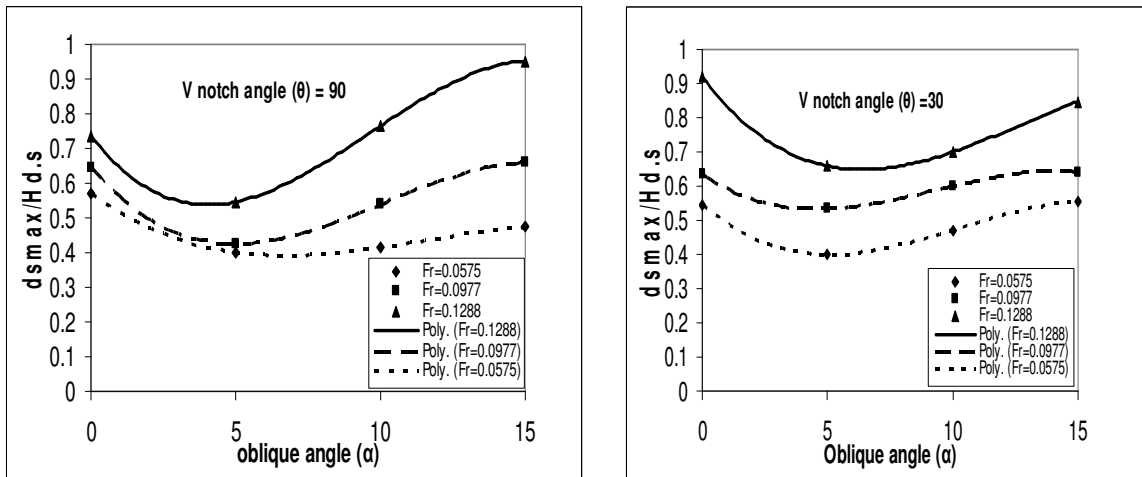 1
0.9
0.8
0.7
0.6
0.5
0.4
0.3
0.2
0.1
0
dsmax/Hd.s
V notch angle (θ) = 90
Fr=0.0575
Fr=0.0977
Fr=0.1288
Poly. (Fr=0.1288)
Poly. (Fr=0.0977)
Poly. (Fr=0.0575)
0 5 10 15
oblique angle (α)
1
0.9
0.8
0.7
0.6
0.5
0.4
0.3
0.2
0.1
0
dsmax/Hd.s
V notch angle (θ) =30
Fr=0.0575
Fr=0.0977
Fr=0.1288
Poly. (Fr=0.1288)
Poly. (Fr=0.0977)
Poly. (Fr=0.0575)
0 5 10 15
Oblique angle (α)